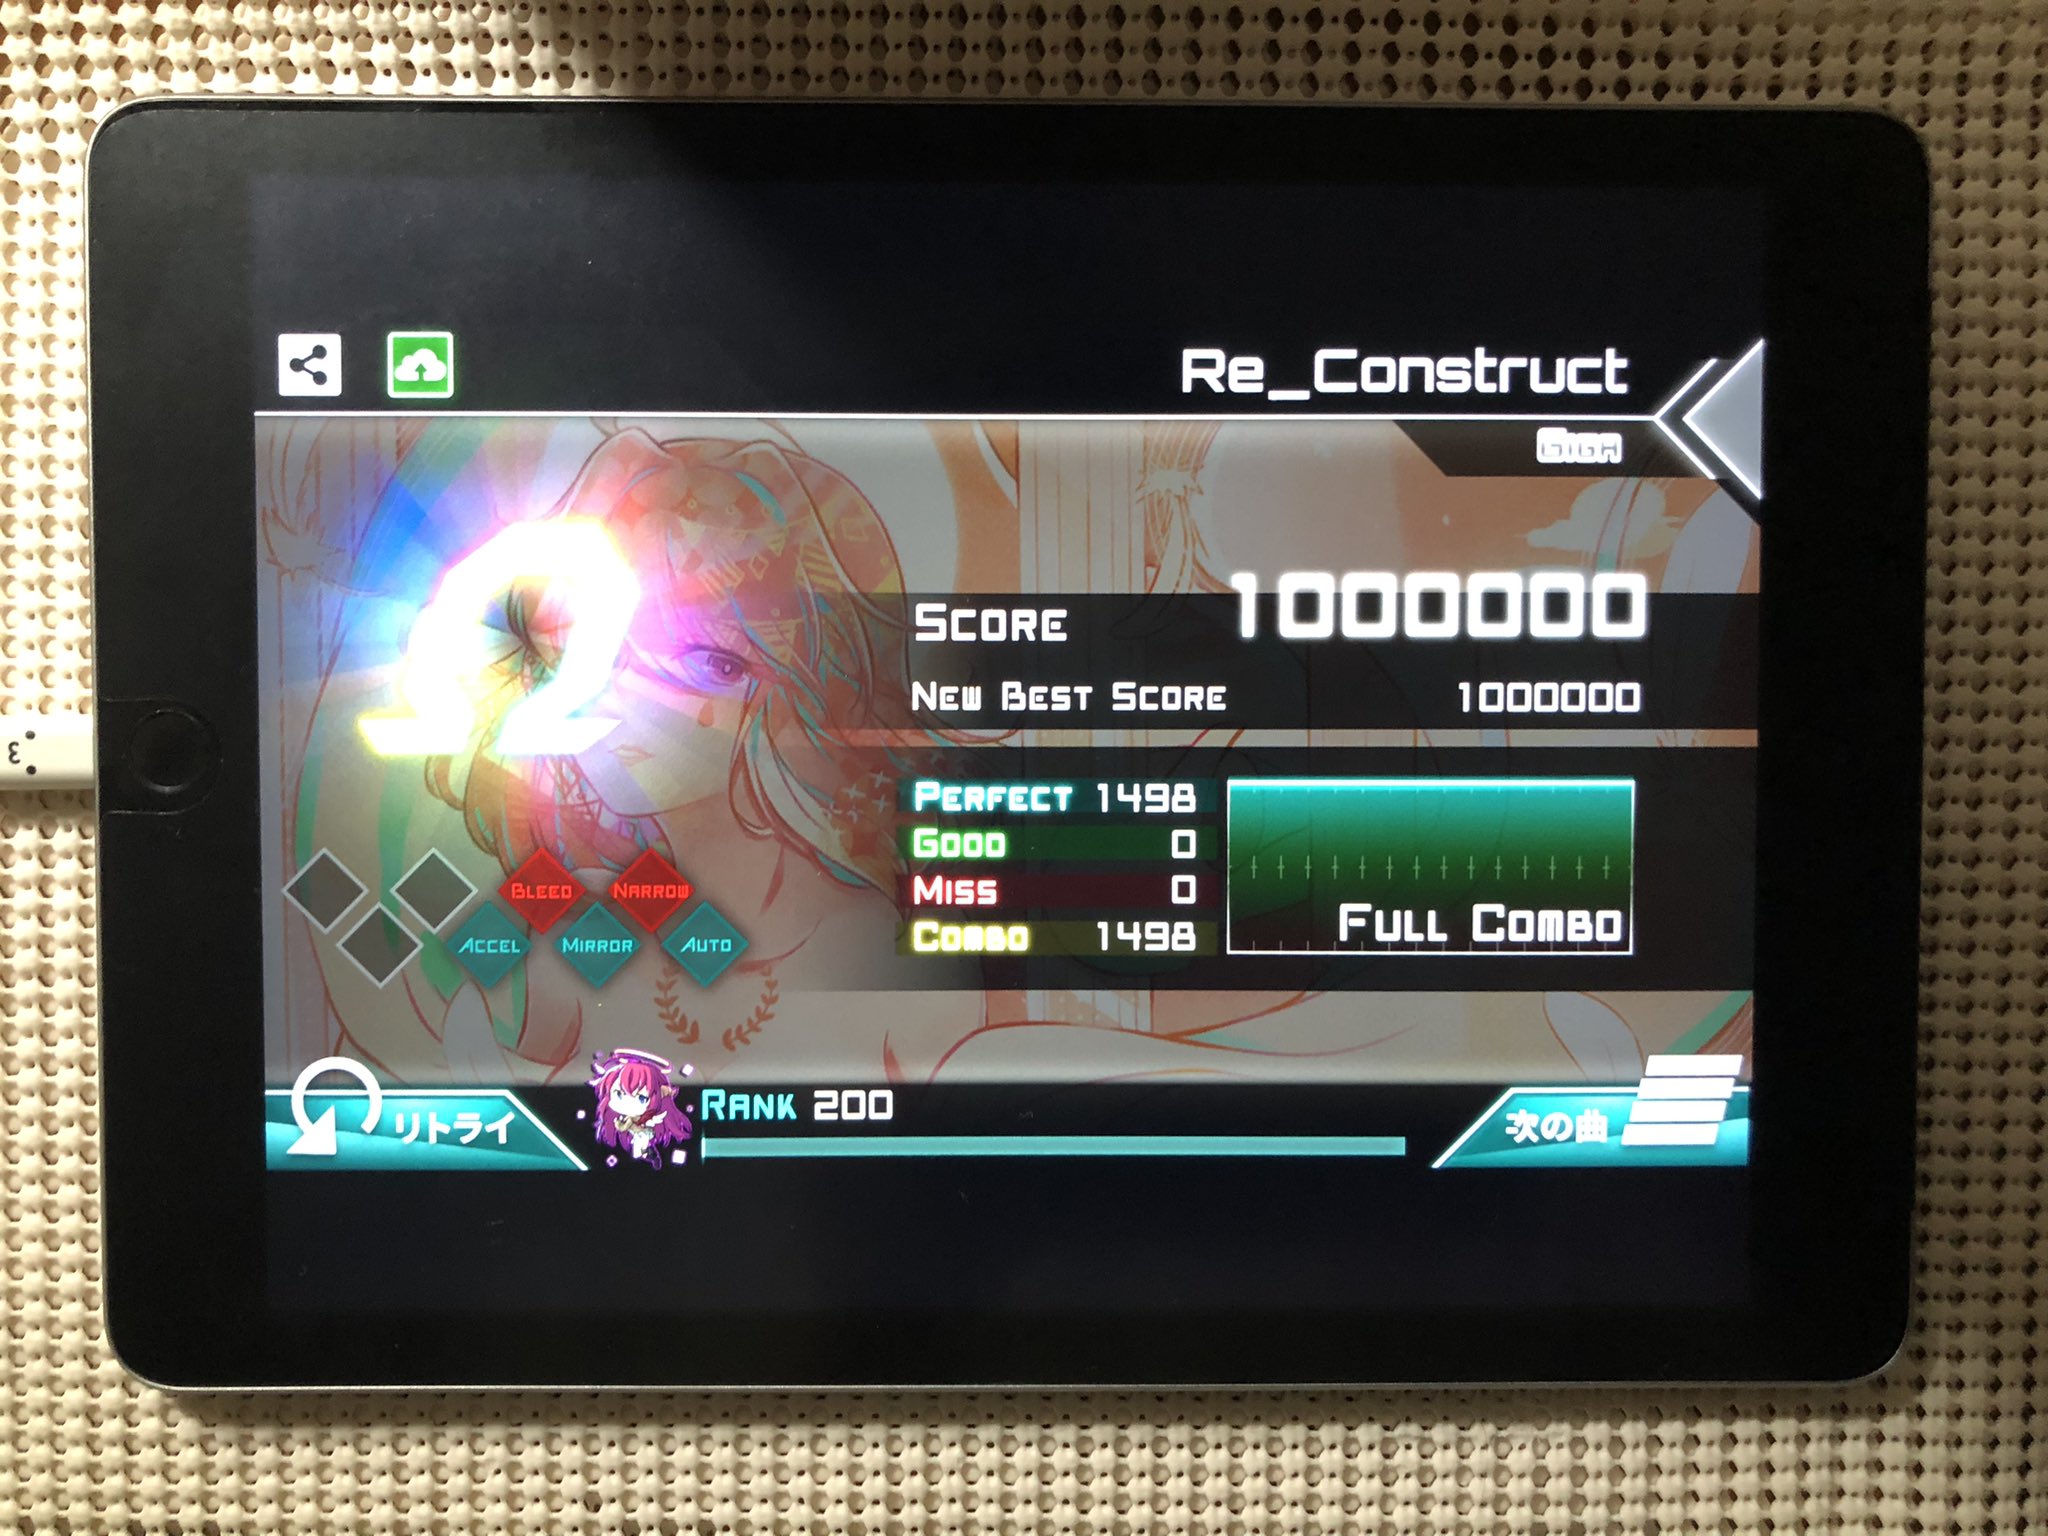 Re_Construct
GIGA
Ω
SCORE 1000000
NEW BEST SCORE 1000000
PERFECT 1498
GOOD 0
MISS 0
COMBO 1498
FULL COMBO
BLEED NARROW
ACCEL MIRROR AUTO
リトライ
RANK 200
次の曲